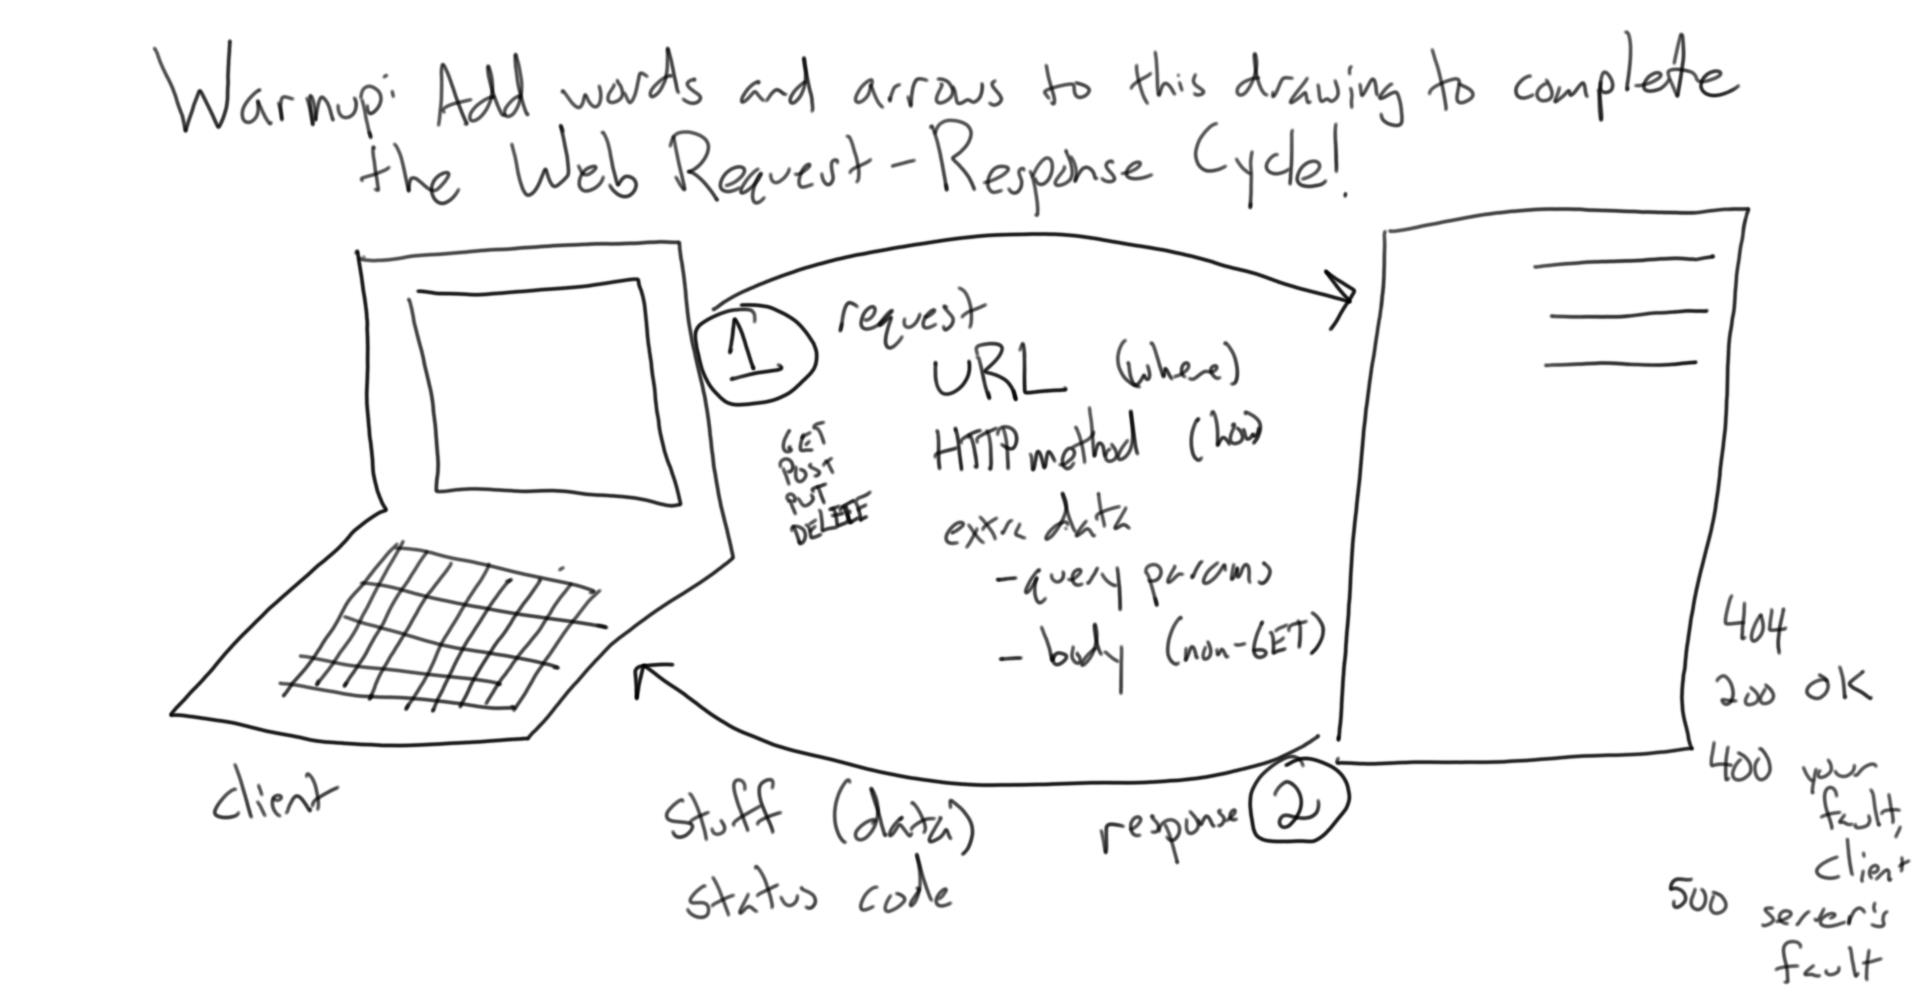 Warmup: Add words and arrows to this drawing to complete
the Web Request-Response Cycle!
1
request
URL (where)
HTTP method (how)
GET
POST
PUT
DELETE
extra data
- query params
- body (non-GET)
client
2
response
stuff (data)
status code
404
200 OK
400 your
fault,
client
500 server's
fault